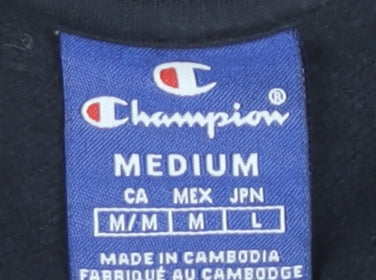 Champion®
MEDIUM
CA MEX JPN
M/M M L
MADE IN CAMBODIA
FABRIQUÉ AU CAMBODGE